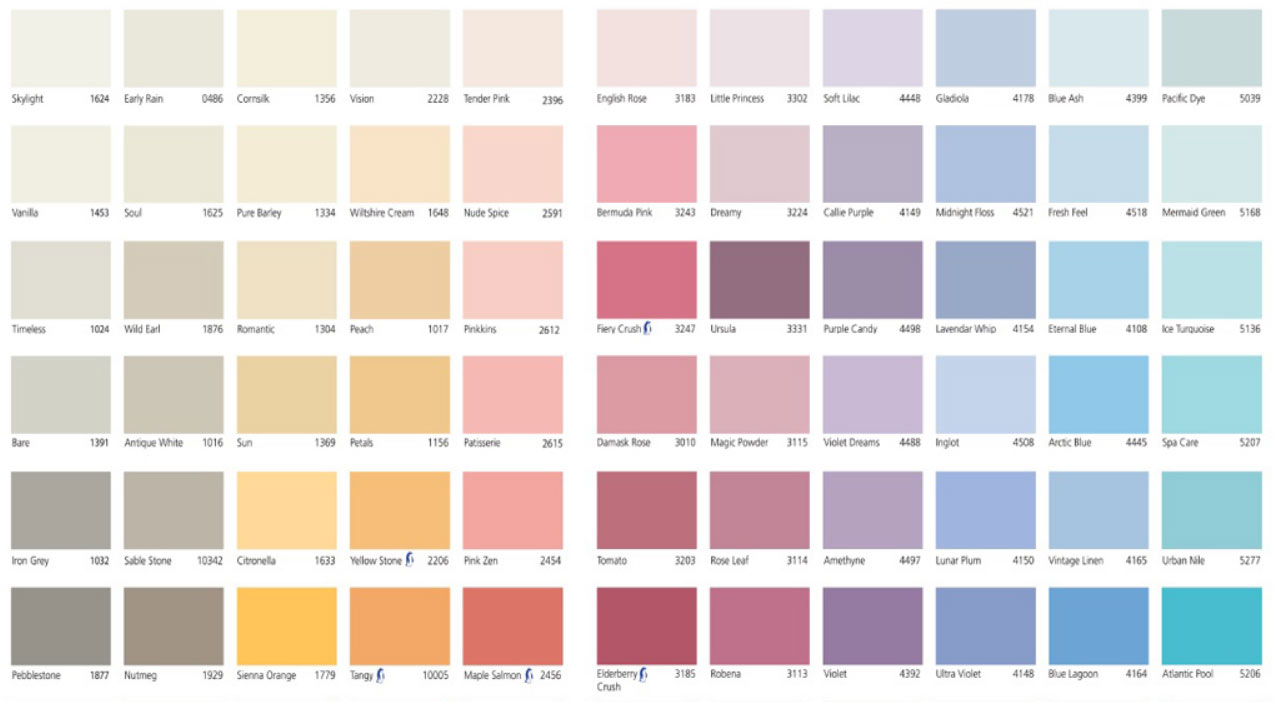 Skylight 1624 Early Rain 0486 Cornsilk 1356 Vision 2228 Tender Pink 2396 English Rose 3183 Little Princess 3302 Soft Lilac 4448 Gladiola 4178 Blue Ash 4399 Pacific Dye 5039
Vanilla 1453 Soul 1625 Pure Barley 1334 Wiltshire Cream 1648 Nude Spice 2591 Bermuda Pink 3243 Dreamy 3224 Callie Purple 4149 Midnight Floss 4521 Fresh Feel 4518 Mermaid Green 5168
Timeless 1024 Wild Earl 1876 Romantic 1304 Peach 1017 Pinkkins 2612 Fiery Crush 3247 Ursula 3331 Purple Candy 4498 Lavendar Whip 4154 Eternal Blue 4108 Ice Turquoise 5136
Bare 1391 Antique White 1016 Sun 1369 Petals 1156 Patisserie 2615 Damask Rose 3010 Magic Powder 3115 Violet Dreams 4488 Inglot 4508 Arctic Blue 4445 Spa Care 5207
Iron Grey 1032 Sable Stone 10342 Citronella 1633 Yellow Stone 2206 Pink Zen 2454 Tomato 3203 Rose Leaf 3114 Amethyne 4497 Lunar Plum 4150 Vintage Linen 4165 Urban Nile 5277
Pebblestone 1877 Nutmeg 1929 Sienna Orange 1779 Tangy 10005 Maple Salmon 2456 Elderberry 3185 Robena 3113 Violet 4392 Ultra Violet 4148 Blue Lagoon 4164 Atlantic Pool 5206
Crush